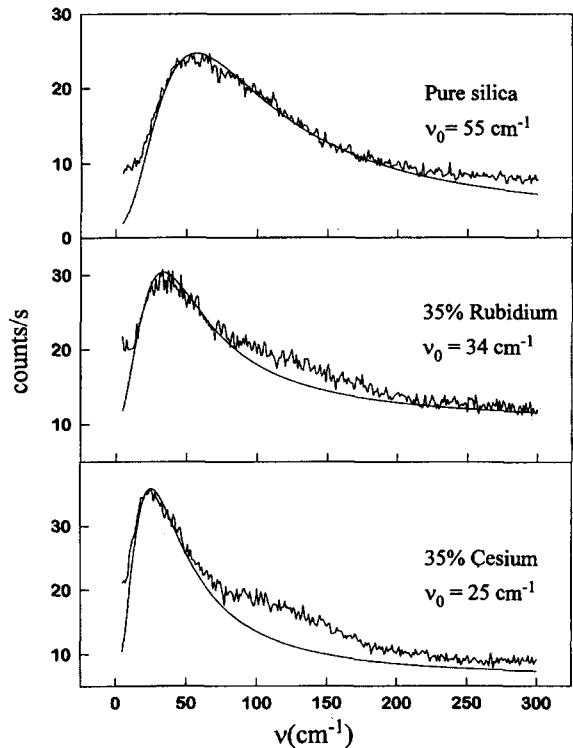 30
20
10
0
Pure silica
ν₀= 55 cm⁻¹
30
20
10
35% Rubidium
ν₀ = 34 cm⁻¹
counts/s
30
20
10
35% Cesium
ν₀ = 25 cm⁻¹
0 50 100 150 200 250 300
ν(cm⁻¹)